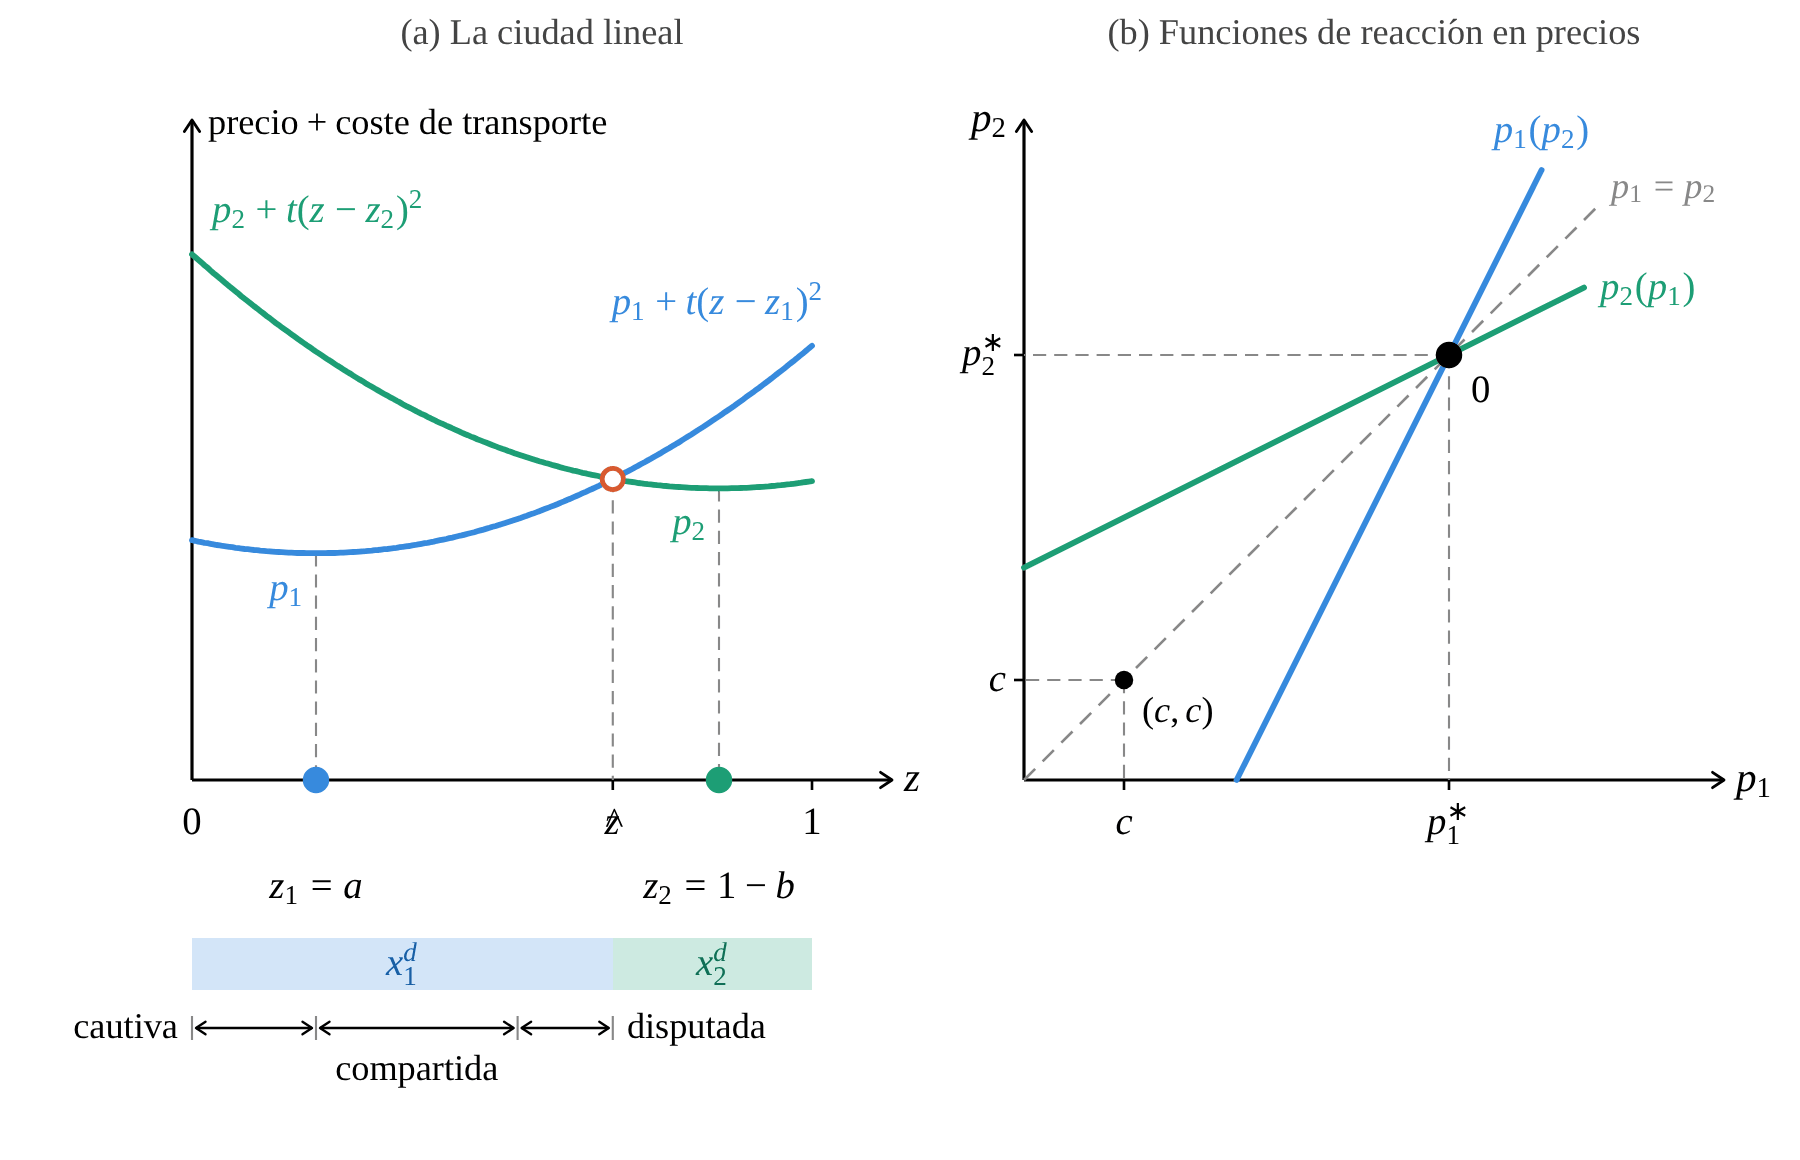 (a) La ciudad lineal
precio + coste de transporte
p₂ + t(z − z₂)²
p₁ + t(z − z₁)²
p₂
p₁
z
0
ẑ
1
z₁ = a
z₂ = 1 − b
x₁ᵈ
x₂ᵈ
cautiva
disputada
compartida
(b) Funciones de reacción en precios
p₂
p₁(p₂)
p₁ = p₂
p₂(p₁)
p₂*
0
c
(c, c)
p₁
c
p₁*